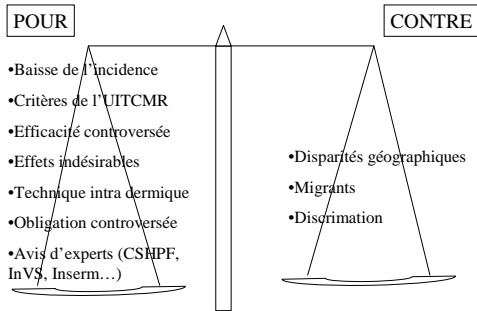 POUR
•Baisse de l'incidence
•Critères de l'UITCMR
•Efficacité controversée
•Effets indésirables
•Technique intra dermique
•Obligation controversée
•Avis d'experts (CSHPF,
InVS, Inserm…)
CONTRE
•Disparités géographiques
•Migrants
•Discrimation